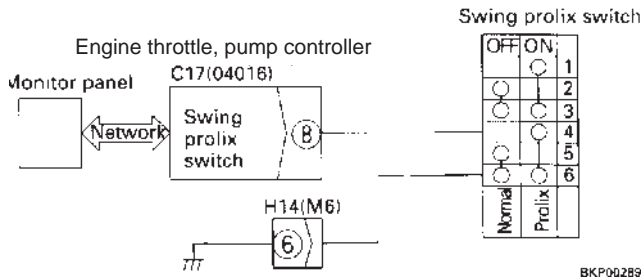 Swing prolix switch
Engine throttle, pump controller
OFF ON
C17(04016)
Monitor panel
Network
Swing
prolix
switch
8
1
2
3
4
5
6
Normal
Prolix
H14(M6)
6
BKP00289